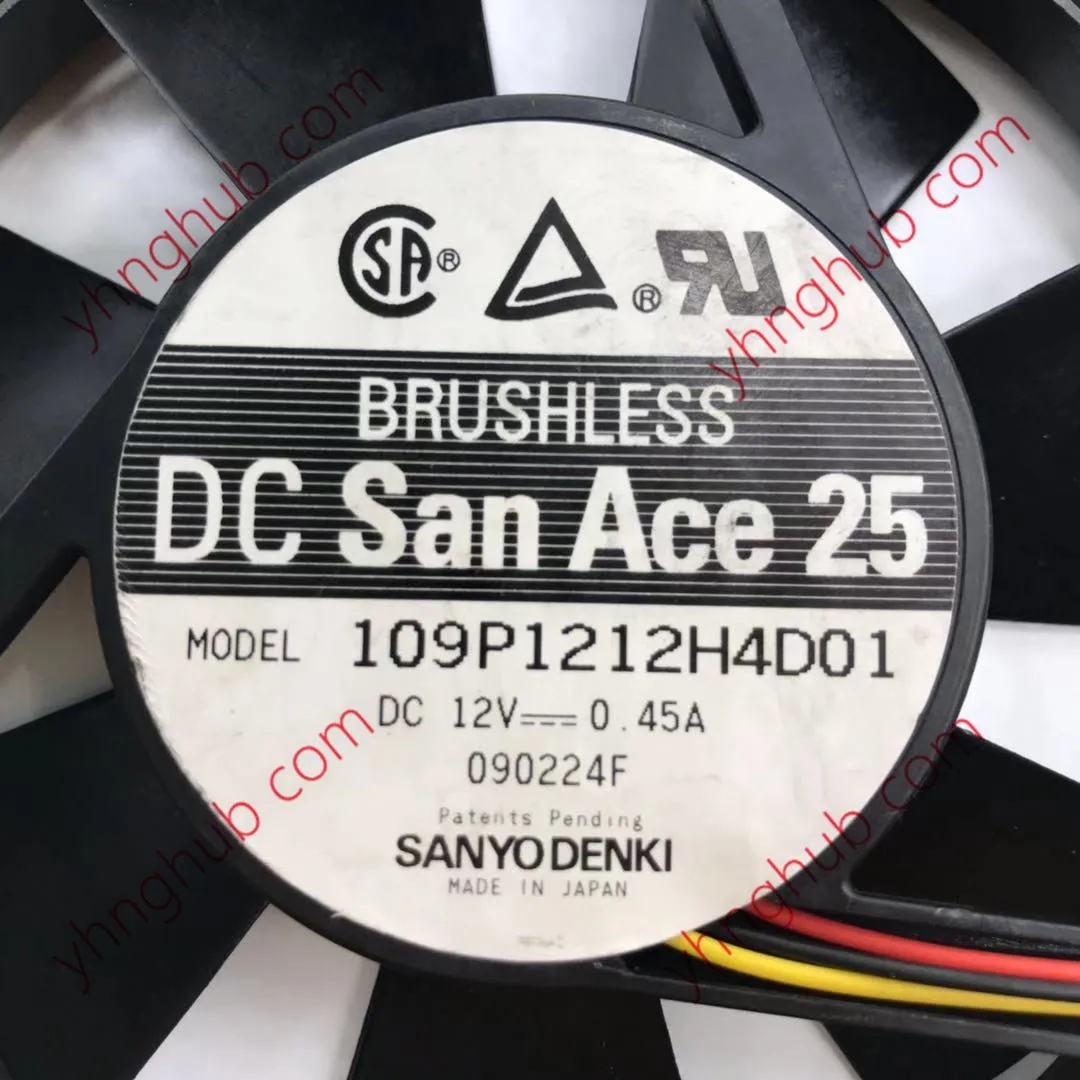 SA ®
® RU
BRUSHLESS
DC San Ace 25
MODEL 109P1212H4D01
DC 12V⎓0.45A
090224F
Patents Pending
SANYO DENKI
MADE IN JAPAN
yhnghub com
yhnghub com
yhnghub com
yhnghub com